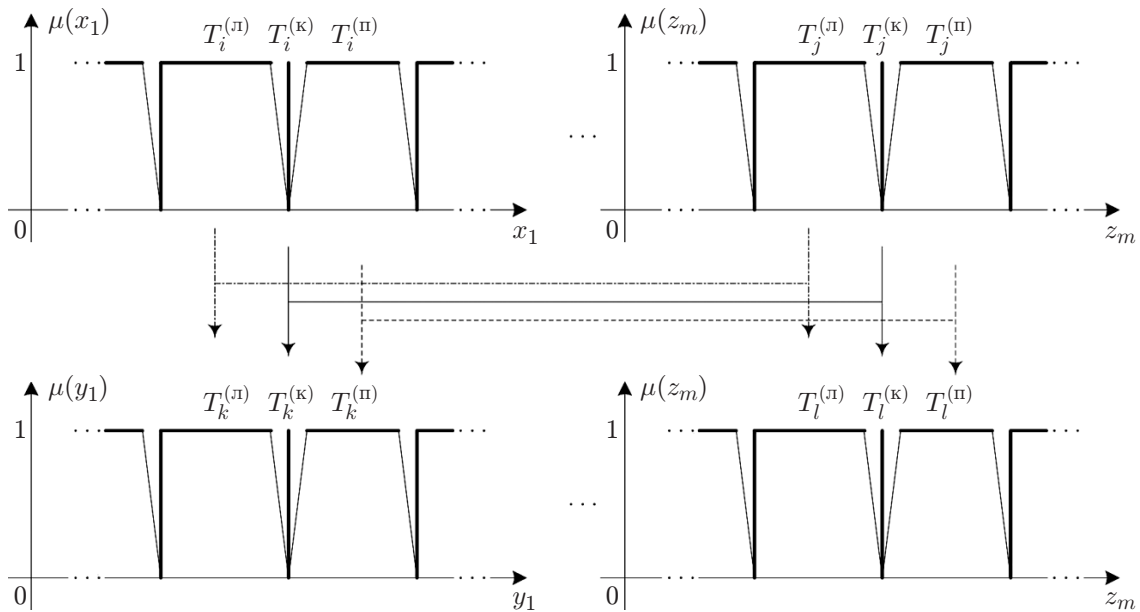 μ(x₁) T_i^(л) T_i^(к) T_i^(п) μ(z_m) T_j^(л) T_j^(к) T_j^(п)
1 · · · · · · 1 · · · · · ·
· · ·
· · · · · · · · · · · ·
0 x₁ 0 z_m
μ(y₁) T_k^(л) T_k^(к) T_k^(п) μ(z_m) T_l^(л) T_l^(к) T_l^(п)
1 · · · · · · 1 · · · · · ·
· · ·
· · · · · · · · · · · ·
0 y₁ 0 z_m